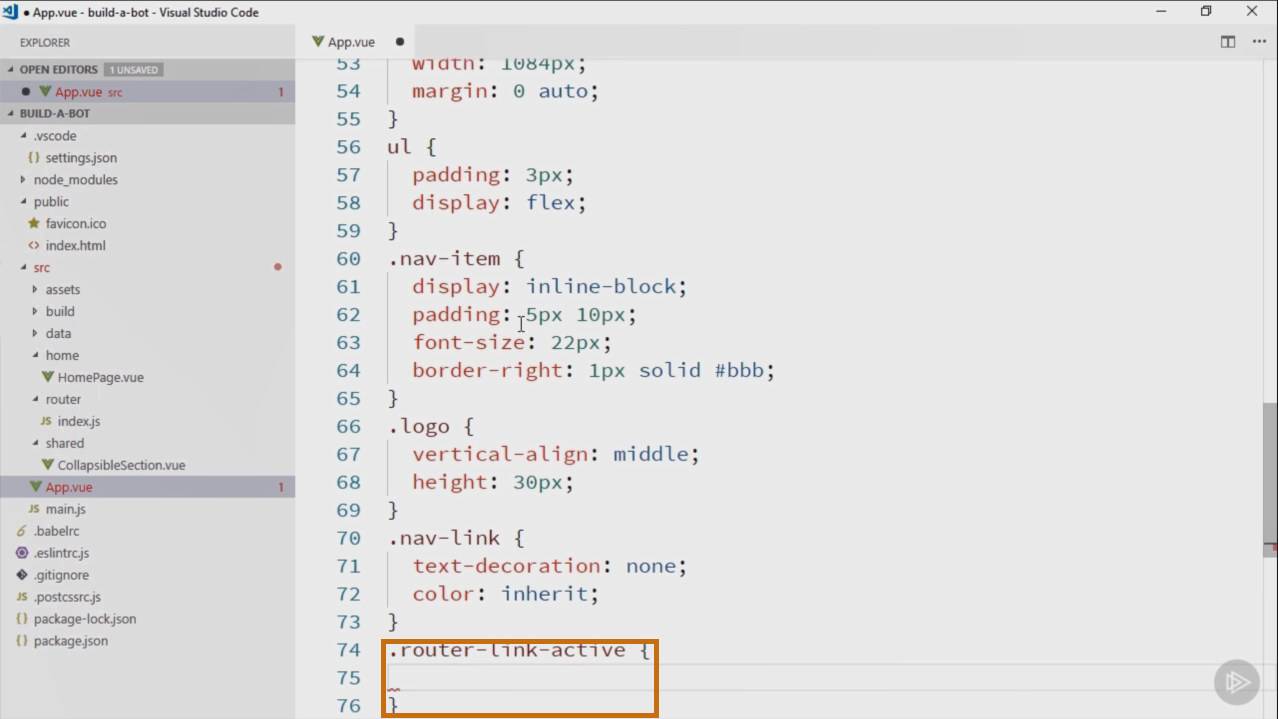 App.vue - build-a-bot - Visual Studio Code
EXPLORER
OPEN EDITORS 1 UNSAVED
App.vue src 1
BUILD-A-BOT
.vscode
{} settings.json
node_modules
public
favicon.ico
<> index.html
src
assets
build
data
home
HomePage.vue
router
JS index.js
shared
CollapsibleSection.vue
App.vue 1
JS main.js
.babelrc
.eslintrc.js
.gitignore
JS .postcssrc.js
{} package-lock.json
{} package.json
App.vue
53 width: 1084px;
54 margin: 0 auto;
55 }
56 ul {
57 padding: 3px;
58 display: flex;
59 }
60 .nav-item {
61 display: inline-block;
62 padding: 5px 10px;
63 font-size: 22px;
64 border-right: 1px solid #bbb;
65 }
66 .logo {
67 vertical-align: middle;
68 height: 30px;
69 }
70 .nav-link {
71 text-decoration: none;
72 color: inherit;
73 }
74 .router-link-active {
75
76 }